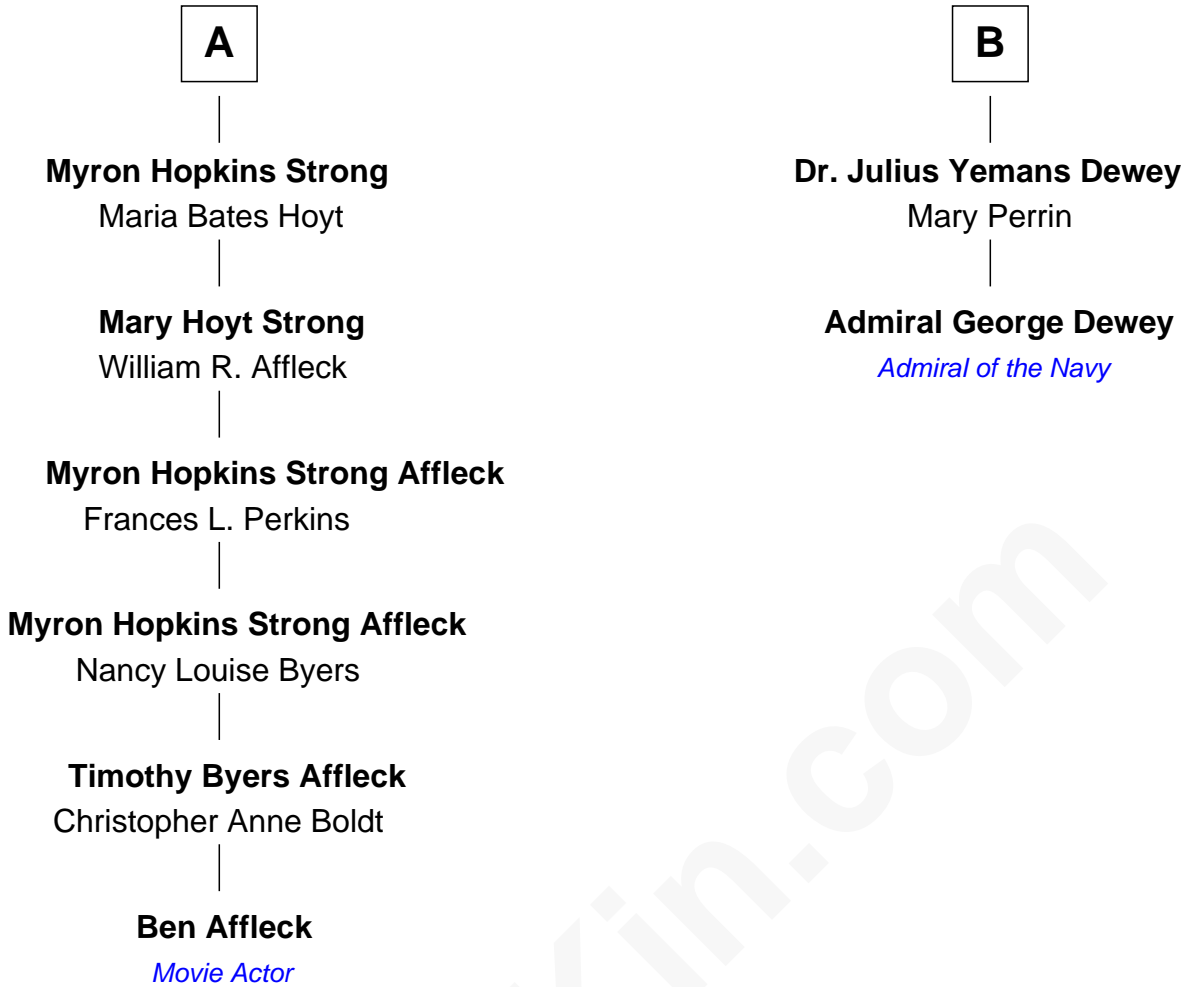 A
Myron Hopkins Strong
Maria Bates Hoyt
Mary Hoyt Strong
William R. Affleck
Myron Hopkins Strong Affleck
Frances L. Perkins
Myron Hopkins Strong Affleck
Nancy Louise Byers
Timothy Byers Affleck
Christopher Anne Boldt
Ben Affleck
Movie Actor
B
Dr. Julius Yemans Dewey
Mary Perrin
Admiral George Dewey
Admiral of the Navy
Kin.com